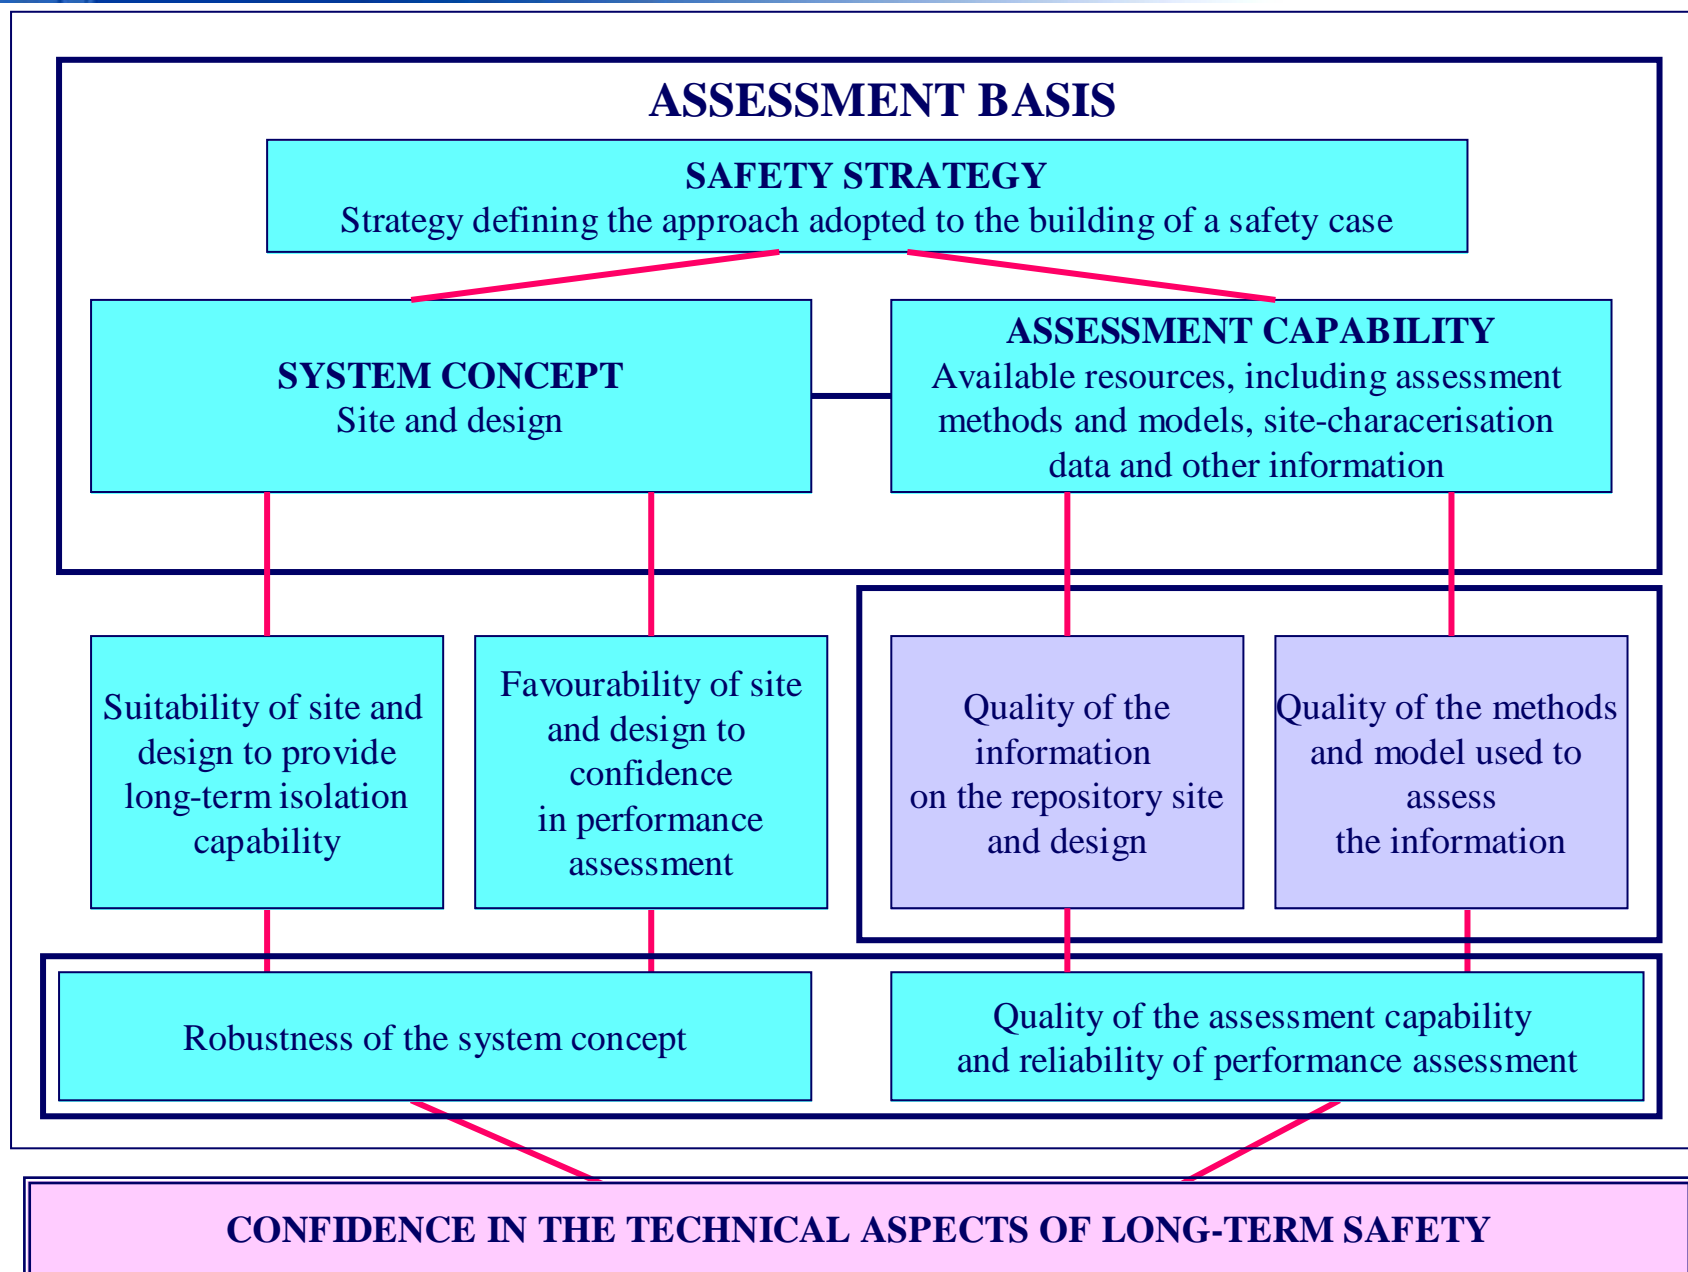 ASSESSMENT BASIS
SAFETY STRATEGY
Strategy defining the approach adopted to the building of a safety case
SYSTEM CONCEPT
Site and design
ASSESSMENT CAPABILITY
Available resources, including assessment
methods and models, site-characerisation
data and other information
Suitability of site and
design to provide
long-term isolation
capability
Favourability of site
and design to
confidence
in performance
assessment
Quality of the
information
on the repository site
and design
Quality of the methods
and model used to
assess
the information
Robustness of the system concept
Quality of the assessment capability
and reliability of performance assessment
CONFIDENCE IN THE TECHNICAL ASPECTS OF LONG-TERM SAFETY